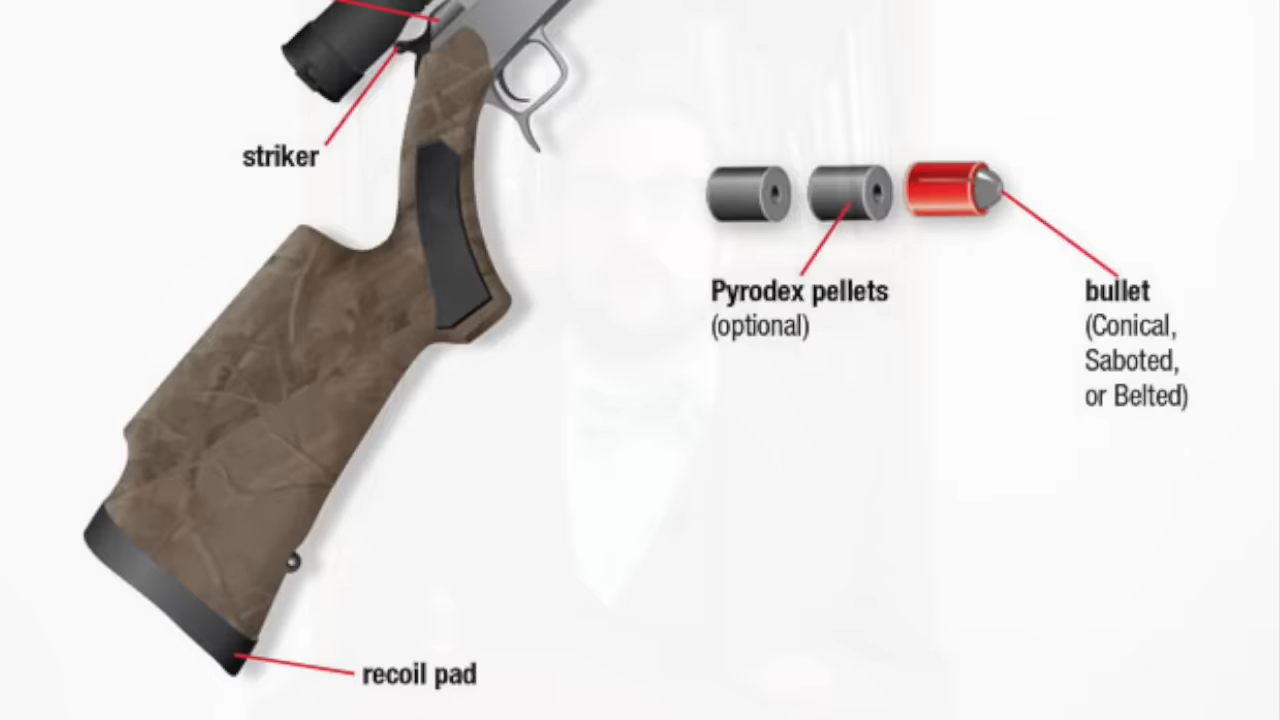 striker
Pyrodex pellets
(optional)
bullet
(Conical,
Saboted,
or Belted)
recoil pad